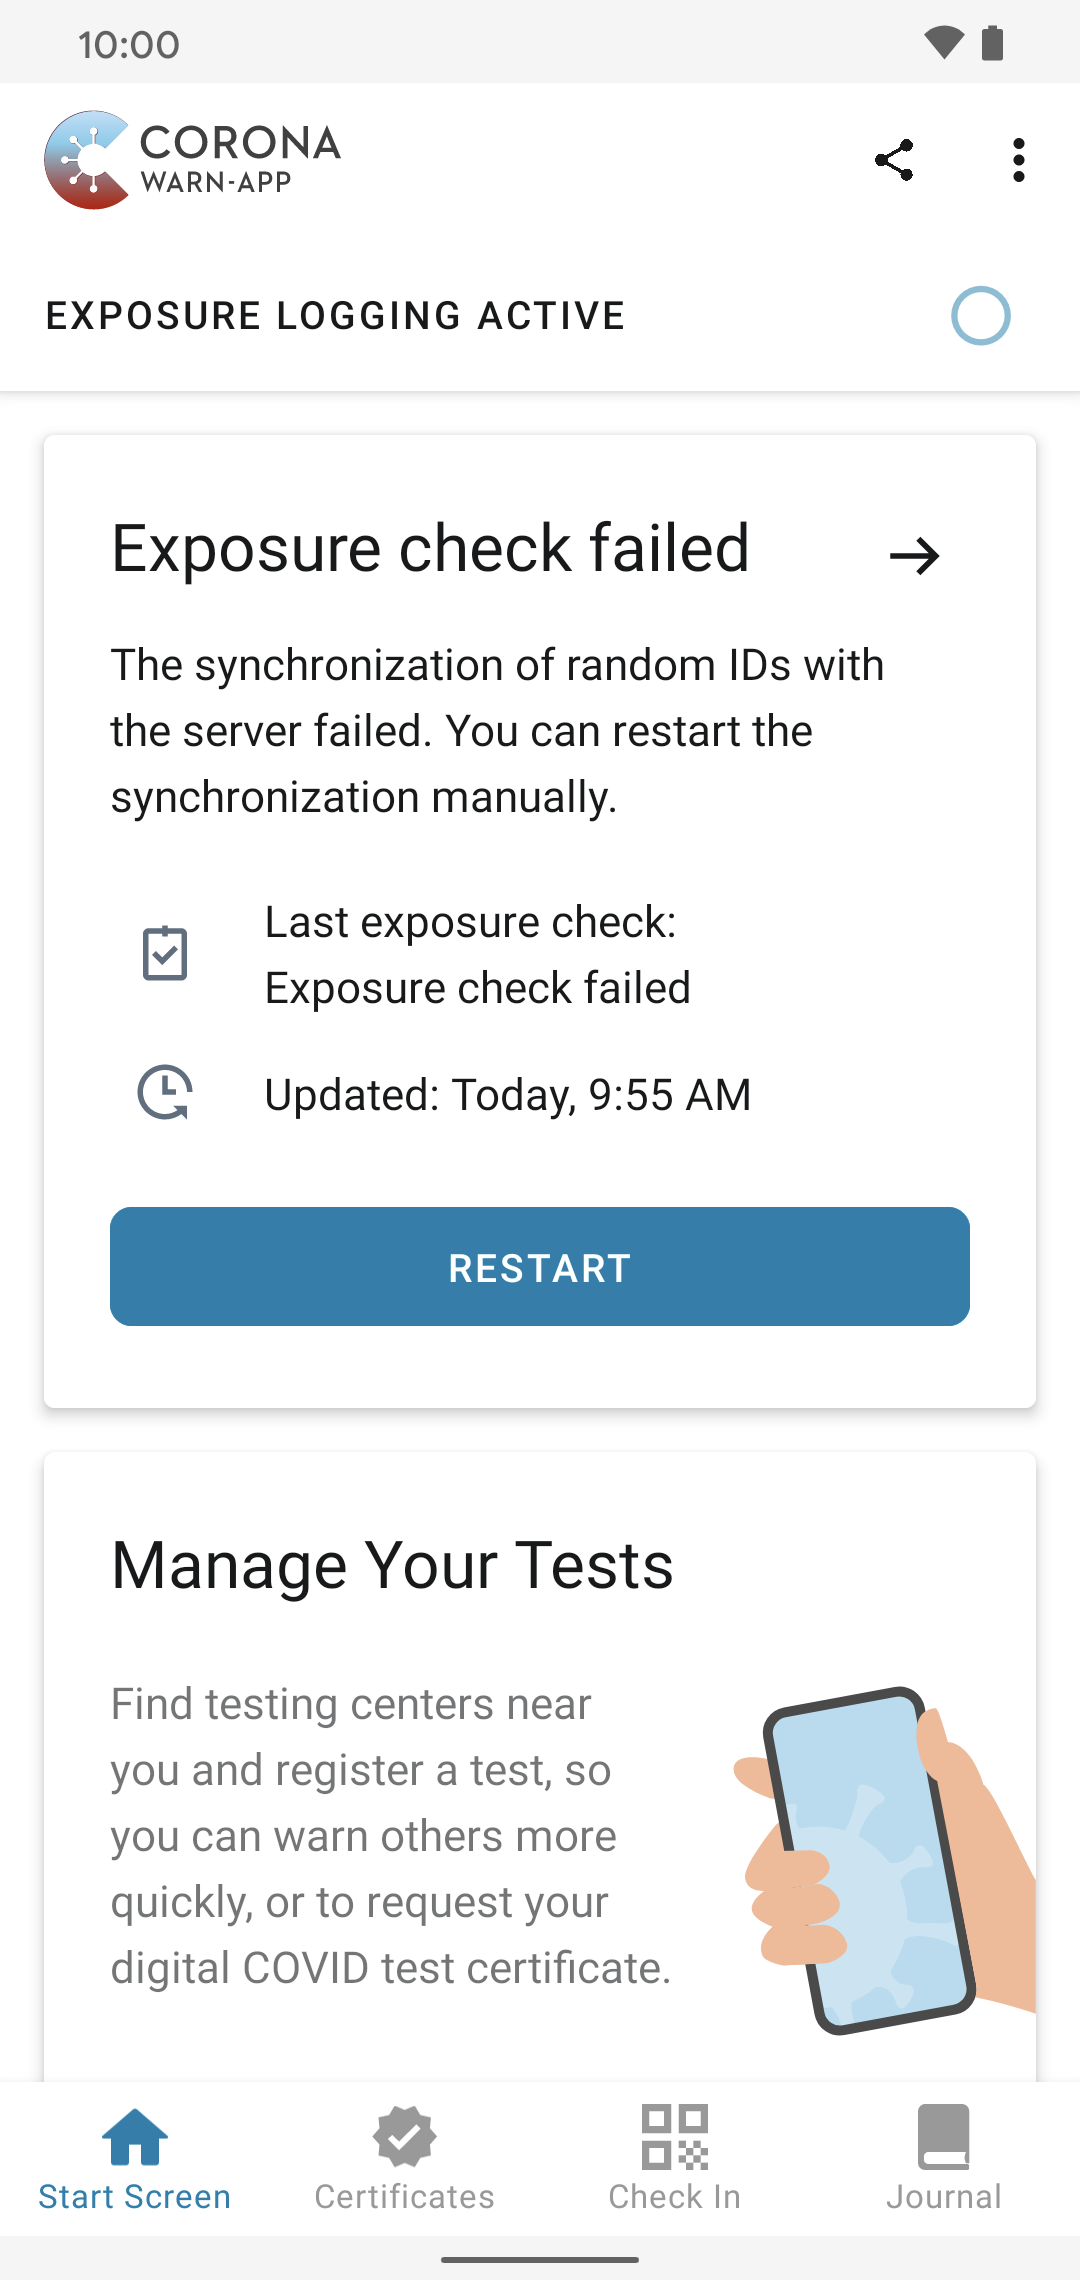 10:00
CORONA
WARN-APP
EXPOSURE LOGGING ACTIVE
Exposure check failed
The synchronization of random IDs with
the server failed. You can restart the
synchronization manually.
Last exposure check:
Exposure check failed
Updated: Today, 9:55 AM
RESTART
Manage Your Tests
Find testing centers near
you and register a test, so
you can warn others more
quickly, or to request your
digital COVID test certificate.
Start Screen
Certificates
Check In
Journal